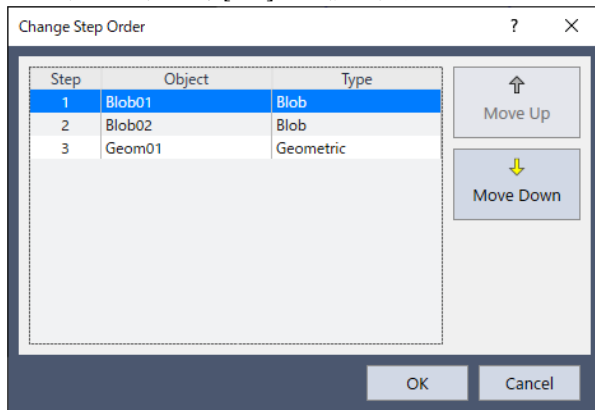 Change Step Order ? ×
Step Object Type
1 Blob01 Blob
2 Blob02 Blob
3 Geom01 Geometric
Move Up
Move Down
OK Cancel